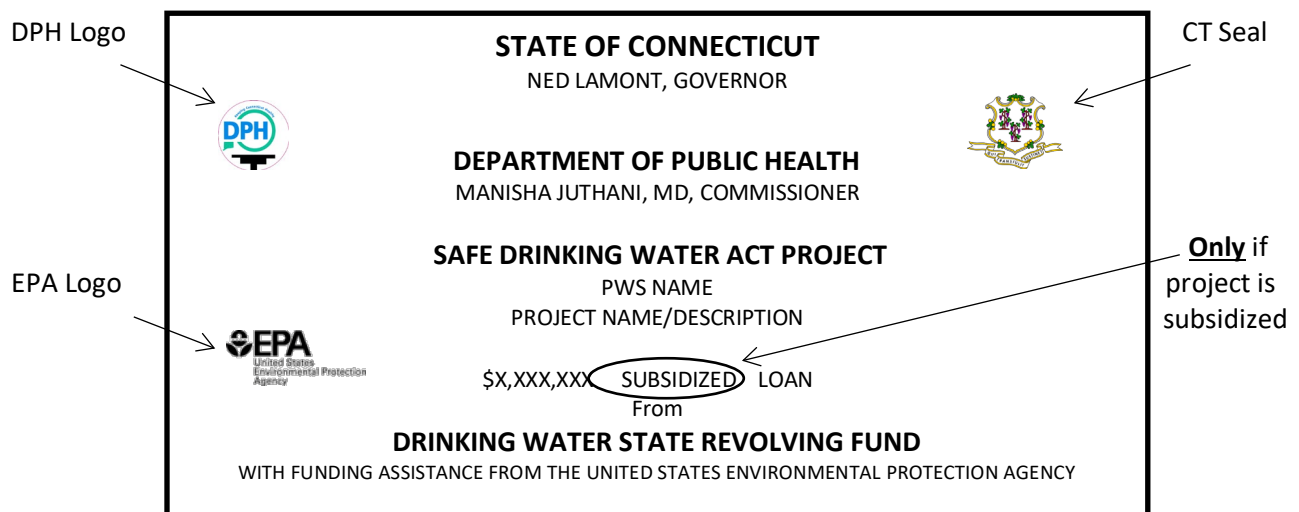 DPH Logo
STATE OF CONNECTICUT
CT Seal
NED LAMONT, GOVERNOR
DPH
DEPARTMENT OF PUBLIC HEALTH
MANISHA JUTHANI, MD, COMMISSIONER
SAFE DRINKING WATER ACT PROJECT
Only if
project is
subsidized
EPA Logo
PWS NAME
PROJECT NAME/DESCRIPTION
EPA
United States
Environmental Protection
Agency
$X,XXX,XXX SUBSIDIZED LOAN
From
DRINKING WATER STATE REVOLVING FUND
WITH FUNDING ASSISTANCE FROM THE UNITED STATES ENVIRONMENTAL PROTECTION AGENCY